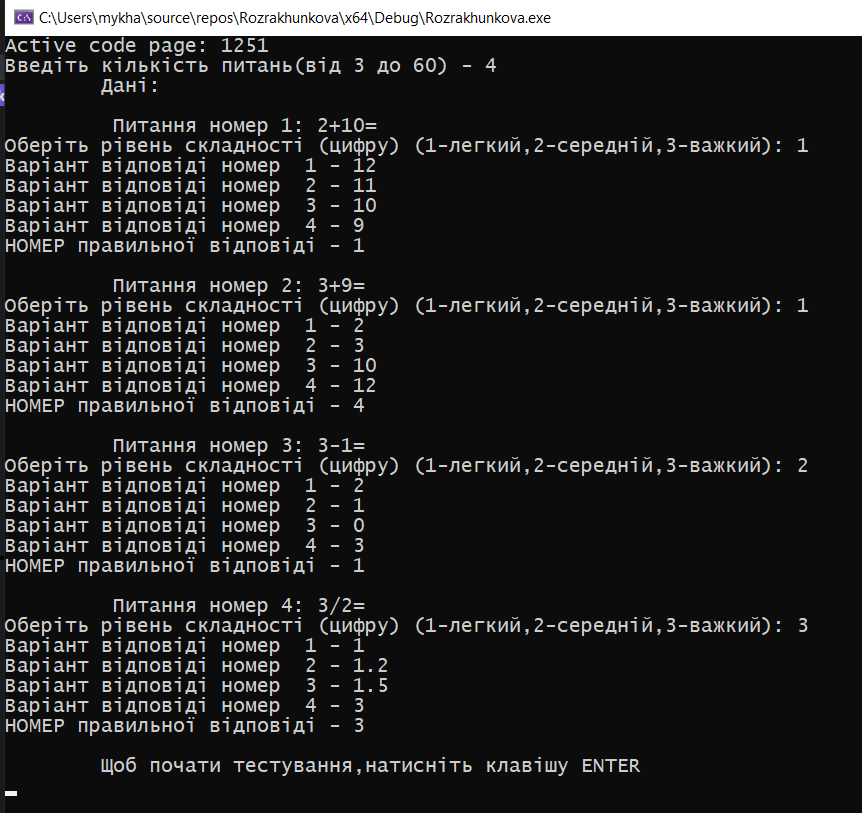 C:\Users\mykha\source\repos\Rozrakhunkova\x64\Debug\Rozrakhunkova.exe
Active code page: 1251
Введіть кількість питань(від 3 до 60) - 4
Дані:
Питання номер 1: 2+10=
Оберіть рівень складності (цифру) (1-легкий,2-середній,3-важкий): 1
Варіант відповіді номер  1 - 12
Варіант відповіді номер  2 - 11
Варіант відповіді номер  3 - 10
Варіант відповіді номер  4 - 9
НОМЕР правильної відповіді - 1
Питання номер 2: 3+9=
Оберіть рівень складності (цифру) (1-легкий,2-середній,3-важкий): 1
Варіант відповіді номер  1 - 2
Варіант відповіді номер  2 - 3
Варіант відповіді номер  3 - 10
Варіант відповіді номер  4 - 12
НОМЕР правильної відповіді - 4
Питання номер 3: 3-1=
Оберіть рівень складності (цифру) (1-легкий,2-середній,3-важкий): 2
Варіант відповіді номер  1 - 2
Варіант відповіді номер  2 - 1
Варіант відповіді номер  3 - 0
Варіант відповіді номер  4 - 3
НОМЕР правильної відповіді - 1
Питання номер 4: 3/2=
Оберіть рівень складності (цифру) (1-легкий,2-середній,3-важкий): 3
Варіант відповіді номер  1 - 1
Варіант відповіді номер  2 - 1.2
Варіант відповіді номер  3 - 1.5
Варіант відповіді номер  4 - 3
НОМЕР правильної відповіді - 3
Щоб почати тестування,натисніть клавішу ENTER